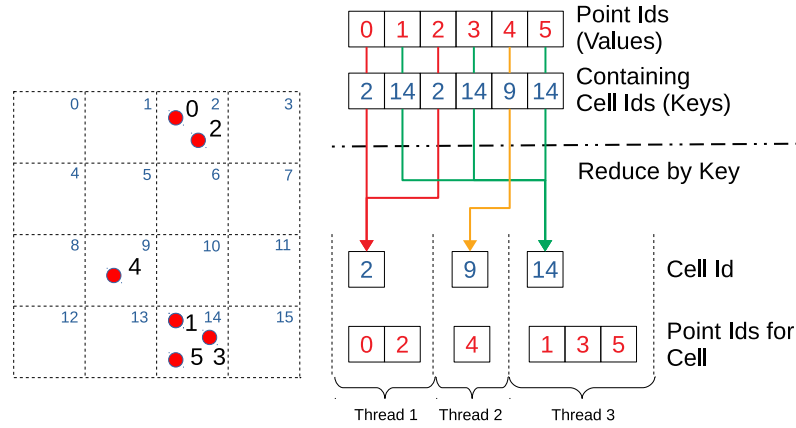 0 1 2 3 4 5
Point Ids
(Values)
2 14 2 14 9 14
Containing
Cell Ids (Keys)
Reduce by Key
0 1 2 3
0
2
4 5 6 7
8 9 10 11
4
12 13 14 15
1
5 3
2 9 14
Cell Id
0 2 4 1 3 5
Point Ids for
Cell
Thread 1 Thread 2 Thread 3